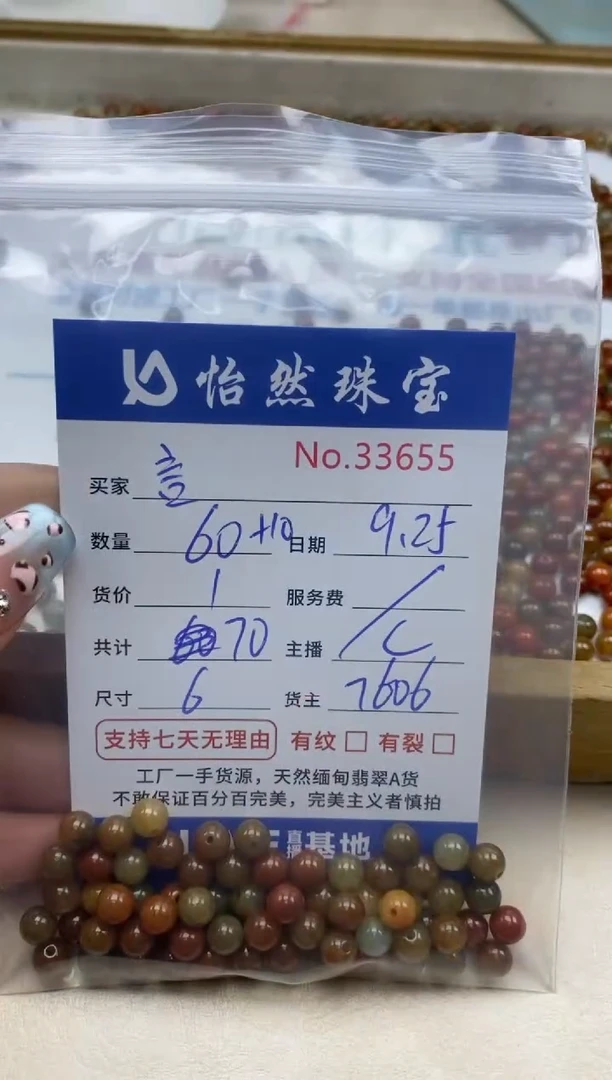 怡然珠宝
No.33655
买家 言
数量 60+10 日期 9.25
货价 1 服务费 /
共计 70 主播 C
尺寸 6 货主 7606
支持七天无理由 有纹 □ 有裂 □
工厂一手货源，天然缅甸翡翠A货
不敢保证百分百完美，完美主义者慎拍
直播基地